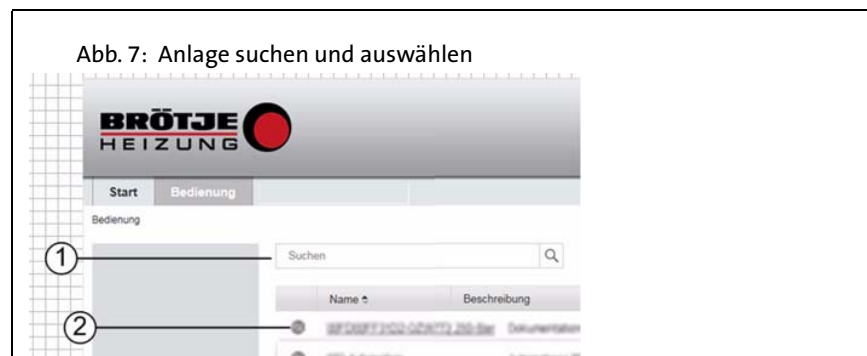 Abb. 7: Anlage suchen und auswählen
BRÖTJE
HEIZUNG
Start Bedienung
Bedienung
1 Suchen
Name Beschreibung
2